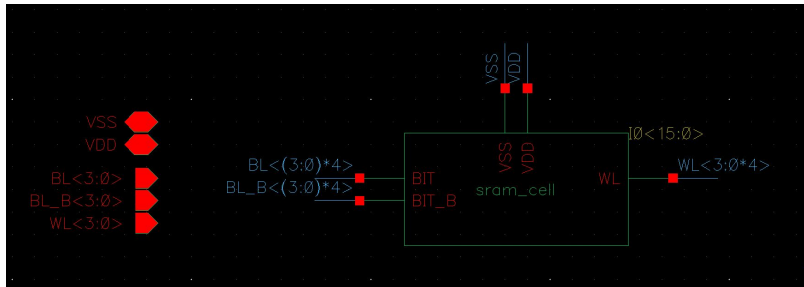 VSS
VDD
BL<3:0>
BL_B<3:0>
WL<3:0>
VSS
VDD
I0<15:0>
BL<(3:0)*4>
BL_B<(3:0)*4>
VSS
VDD
BIT
BIT_B
sram_cell
WL
WL<3:0*4>